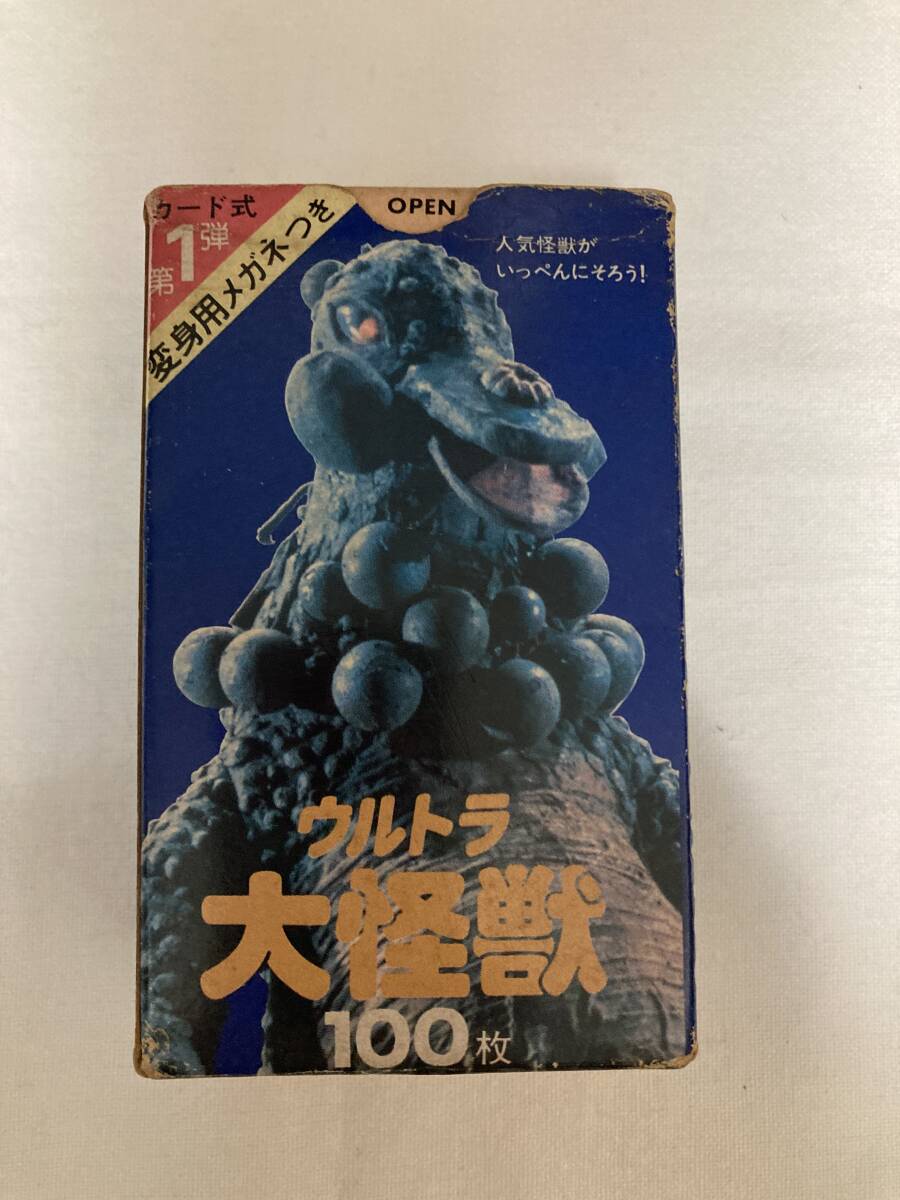 カード式
第1弾
変身用メガネつき
OPEN
人気怪獣が
いっぺんにそろう!
ウルトラ
大怪獣
100枚